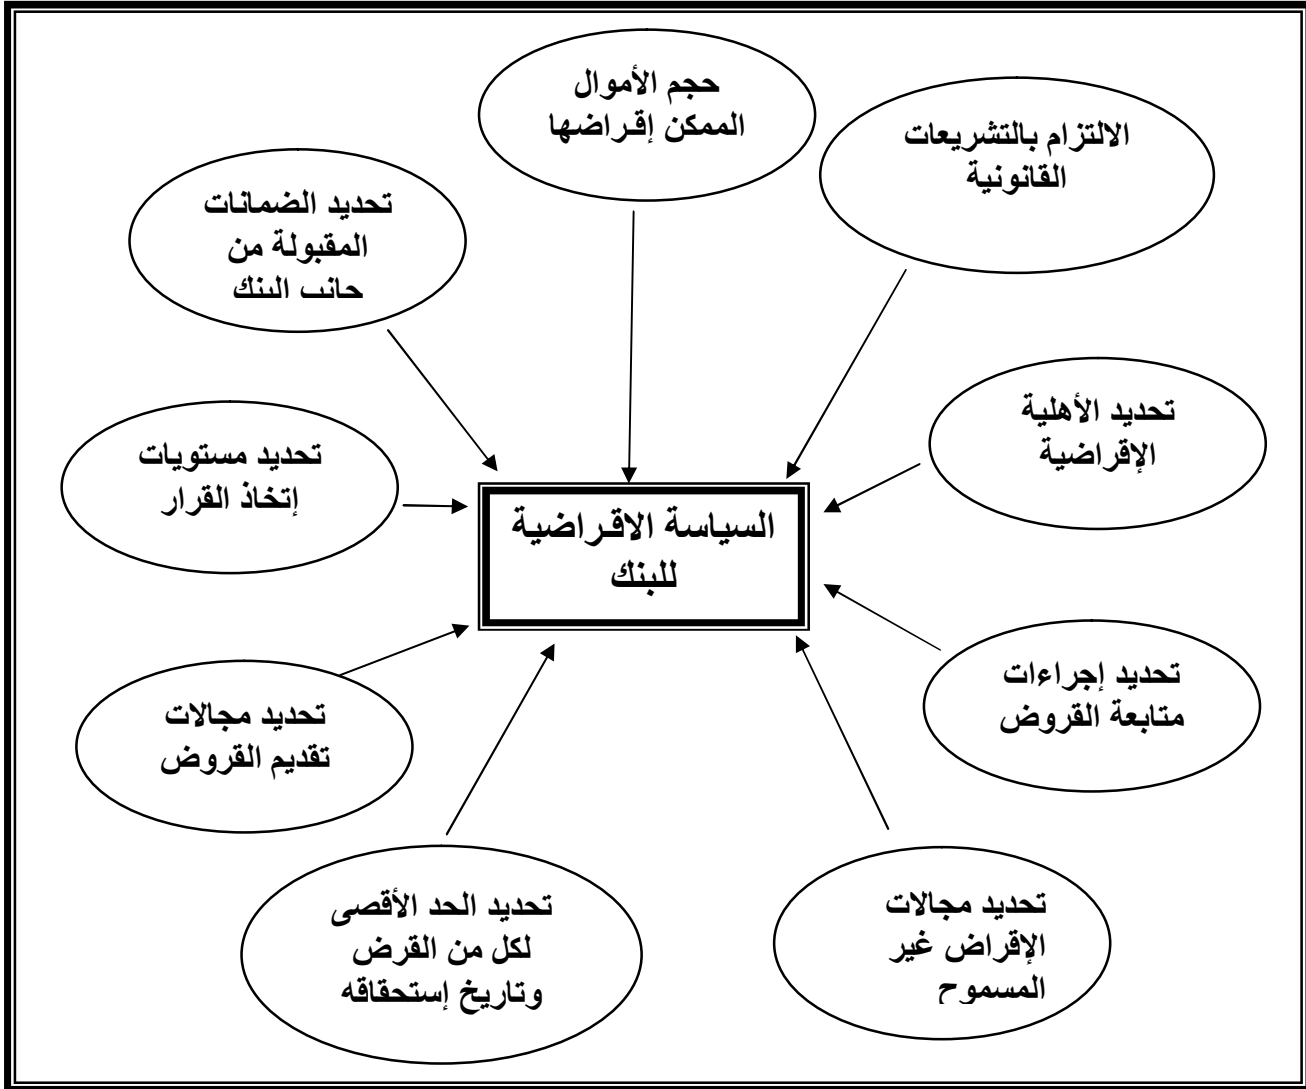 حجم الأموال
الممكن إقـراضها
الالتزام بالتشريعات
القانونية
تحديد الضمانات
المقبولة من
جانب البنك
تحديد الأهلية
الإقراضية
تحديد مستويات
إتخاذ القرار
السياسة الاقـراضية
للبنك
تحديد إجراءات
متابعة القروض
تحديد مجالات
تقديم القروض
تحديد الحد الأقصى
لكل من القرض
وتاريخ إستحقاقه
تحديد مجالات
الإقراض غير
المسموح